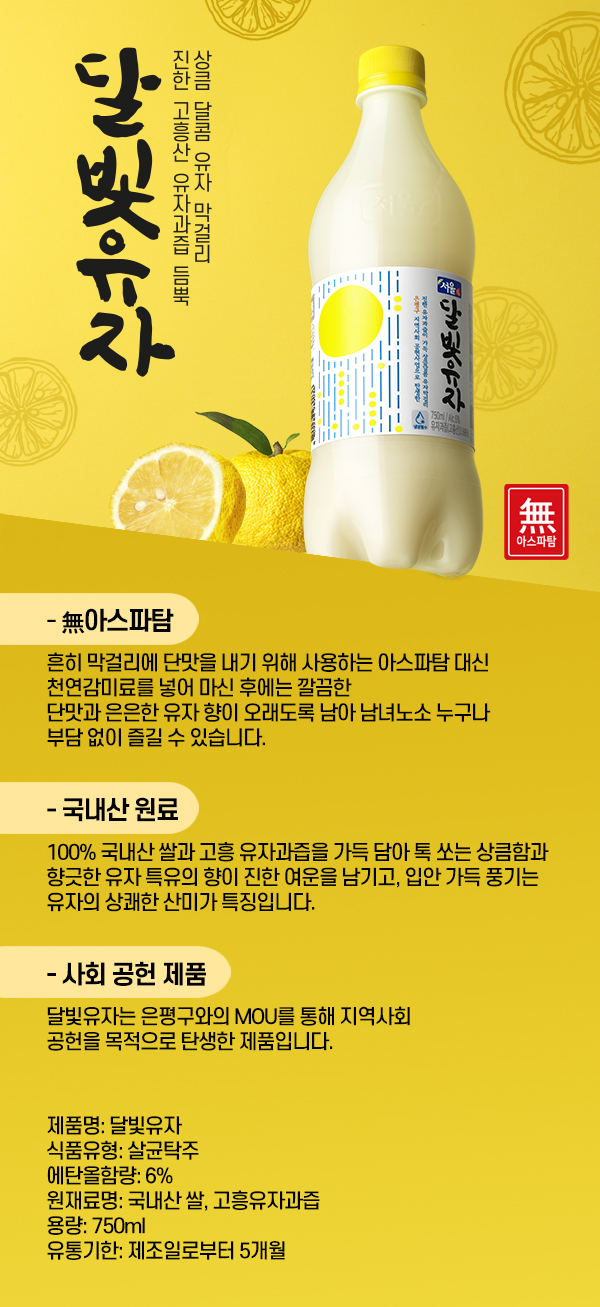 달빛유자
상큼 달콤 유자 막걸리
진한 고흥산 유자과즙 듬뿍
서울
서울
달빛유자
750ml / Alc.6%
無
아스파탐
- 無아스파탐
흔히 막걸리에 단맛을 내기 위해 사용하는 아스파탐 대신
천연감미료를 넣어 마신 후에는 깔끔한
단맛과 은은한 유자 향이 오래도록 남아 남녀노소 누구나
부담 없이 즐길 수 있습니다.
- 국내산 원료
100% 국내산 쌀과 고흥 유자과즙을 가득 담아 톡 쏘는 상큼함과
향긋한 유자 특유의 향이 진한 여운을 남기고, 입안 가득 풍기는
유자의 상쾌한 산미가 특징입니다.
- 사회 공헌 제품
달빛유자는 은평구와의 MOU를 통해 지역사회
공헌을 목적으로 탄생한 제품입니다.
제품명: 달빛유자
식품유형: 살균탁주
에탄올함량: 6%
원재료명: 국내산 쌀, 고흥유자과즙
용량: 750ml
유통기한: 제조일로부터 5개월